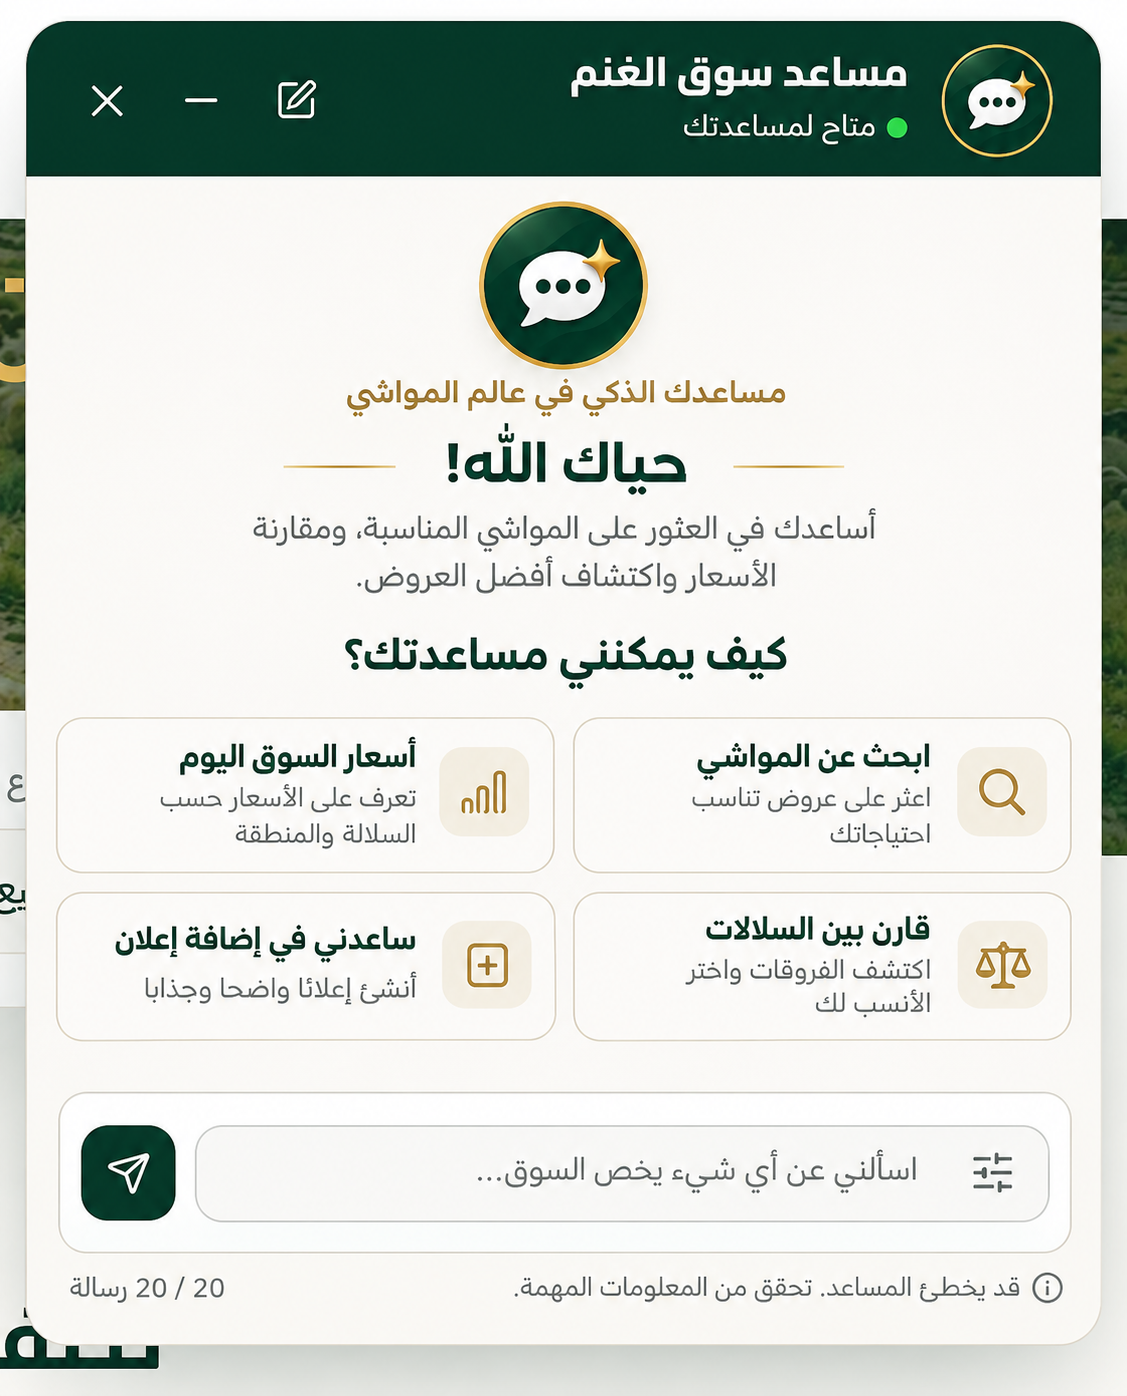 مساعد سوق الغنم
متاح لمساعدتك
مساعدك الذكي في عالم المواشي
حياك الله!
أساعدك في العثور على المواشي المناسبة، ومقارنة
الأسعار واكتشاف أفضل العروض.
كيف يمكنني مساعدتك؟
ابحث عن المواشي
اعثر على عروض تناسب
احتياجاتك
أسعار السوق اليوم
تعرف على الأسعار حسب
السلالة والمنطقة
قارن بين السلالات
اكتشف الفروقات واختر
الأنسب لك
ساعدني في إضافة إعلان
أنشئ إعلانًا واضحا وجذابا
اسألني عن أي شيء يخص السوق...
قد يخطئ المساعد. تحقق من المعلومات المهمة.
20 / 20 رسالة